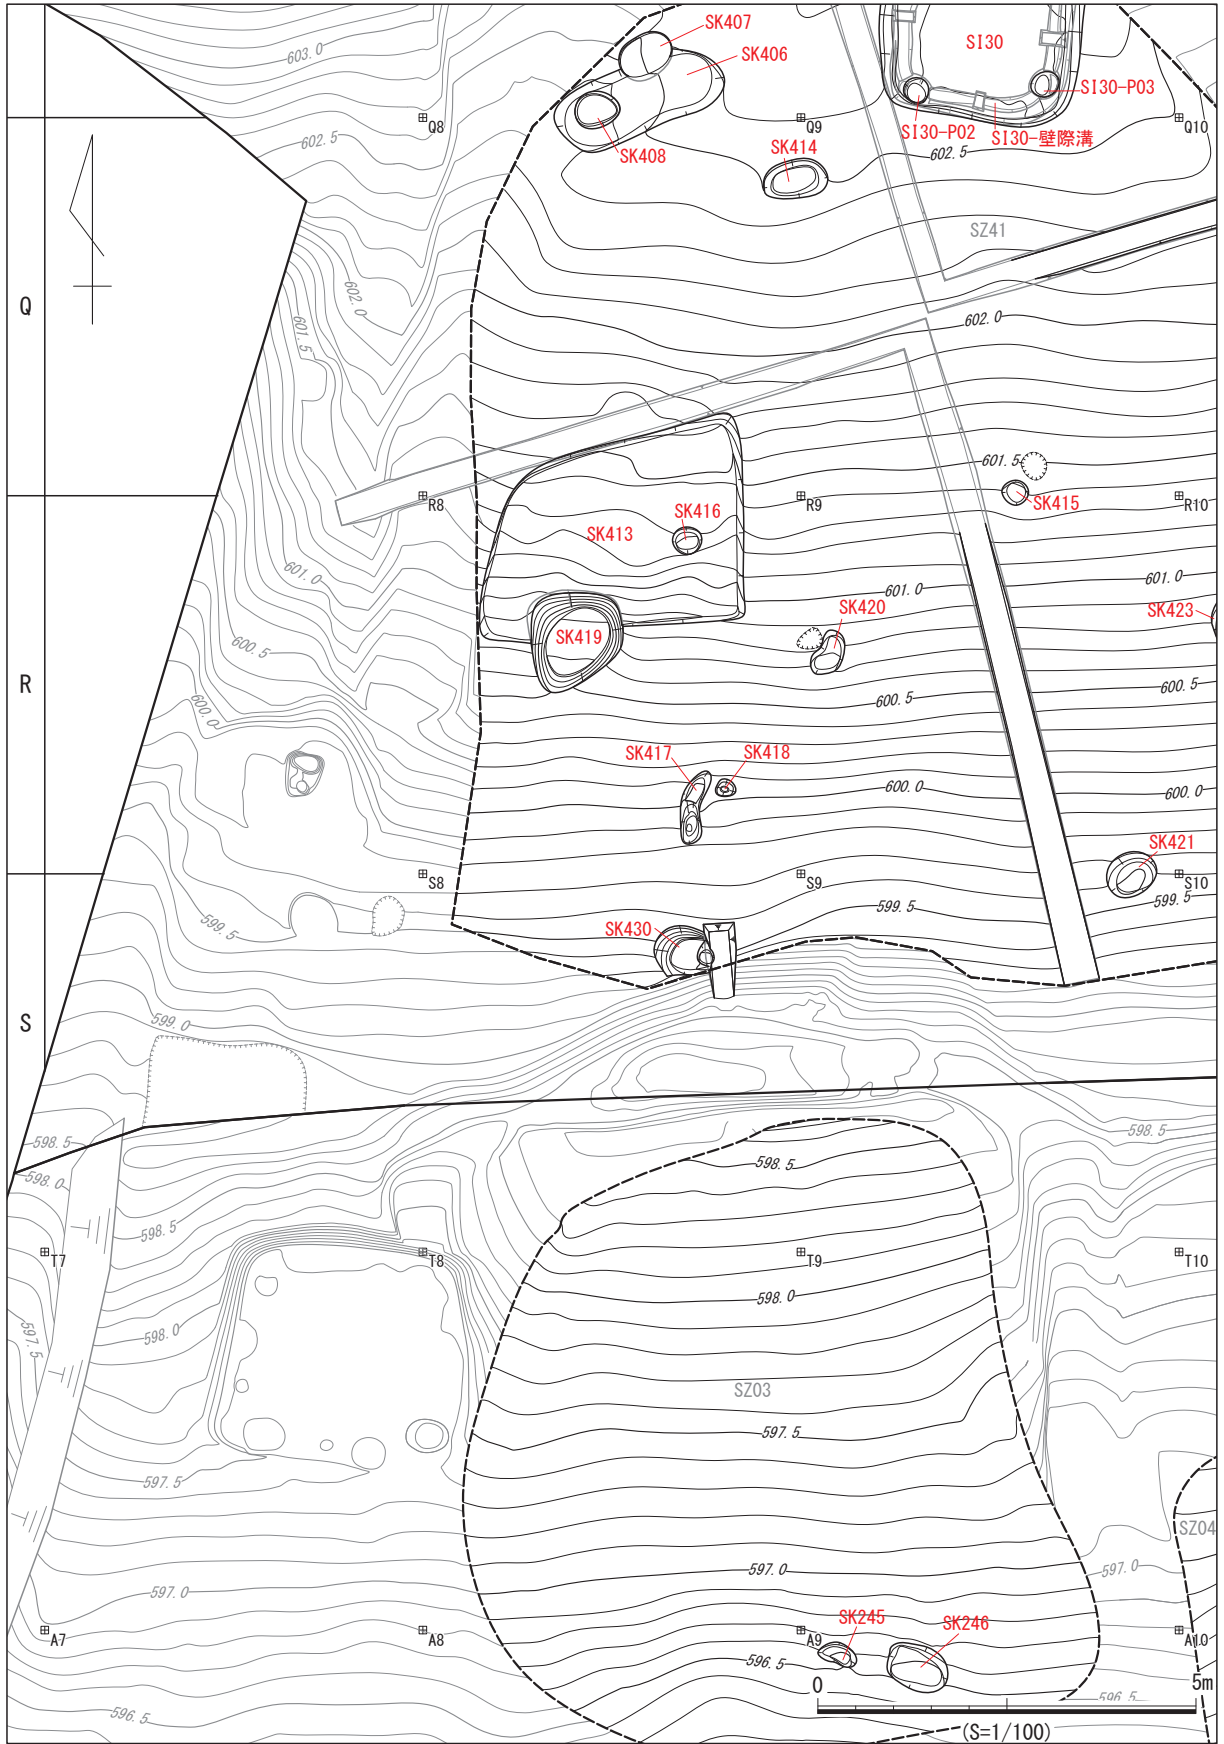 SK407
603.0
SK406
SI30
SI30-P03
Q8
Q9
Q10
602.5
SI30-P02
SI30-壁際溝
SK408
SK414
602.5
SZ41
602.0
Q
601.5
602.0
601.5
R8
R9
SK415
R10
SK416
SK413
601.0
601.0
601.0
SK420
SK423
SK419
600.5
R
600.5
600.5
600.0
SK417
SK418
600.0
600.0
SK421
S8
S9
S10
599.5
599.5
599.5
SK430
S
599.0
598.5
598.5
598.5
598.0
598.5
T7
T8
T9
T10
598.0
597.5
598.0
SZ03
597.5
597.5
SZ04
597.0
597.0
597.0
SK245
SK246
A7
A8
A9
A10
596.5
0
5m
596.5
596.5
(S=1/100)